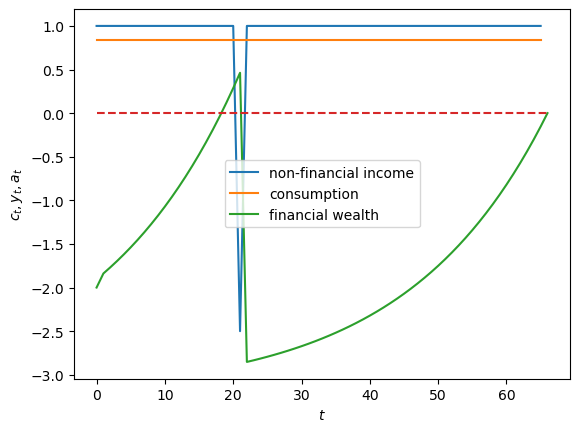 1.0
0.5
0.0
−0.5
−1.0
−1.5
−2.0
−2.5
−3.0
c_t, y_t, a_t
non-financial income
consumption
financial wealth
0 10 20 30 40 50 60
t